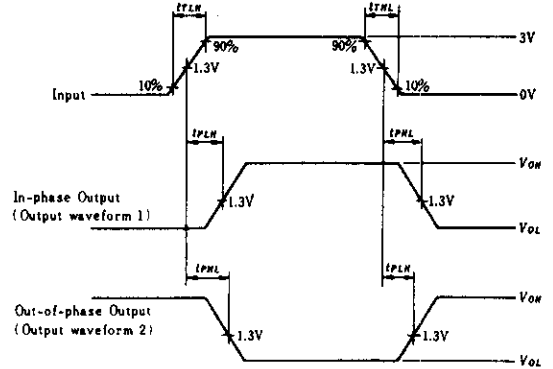 tTLH tTHL
90% 90% 3V
1.3V 1.3V
Input 10% 10% 0V
tPLH tPHL
VOH
In-phase Output
(Output waveform 1) 1.3V 1.3V
VOL
tPHL tPLH
VOH
Out-of-phase Output
(Output waveform 2) 1.3V 1.3V
VOL